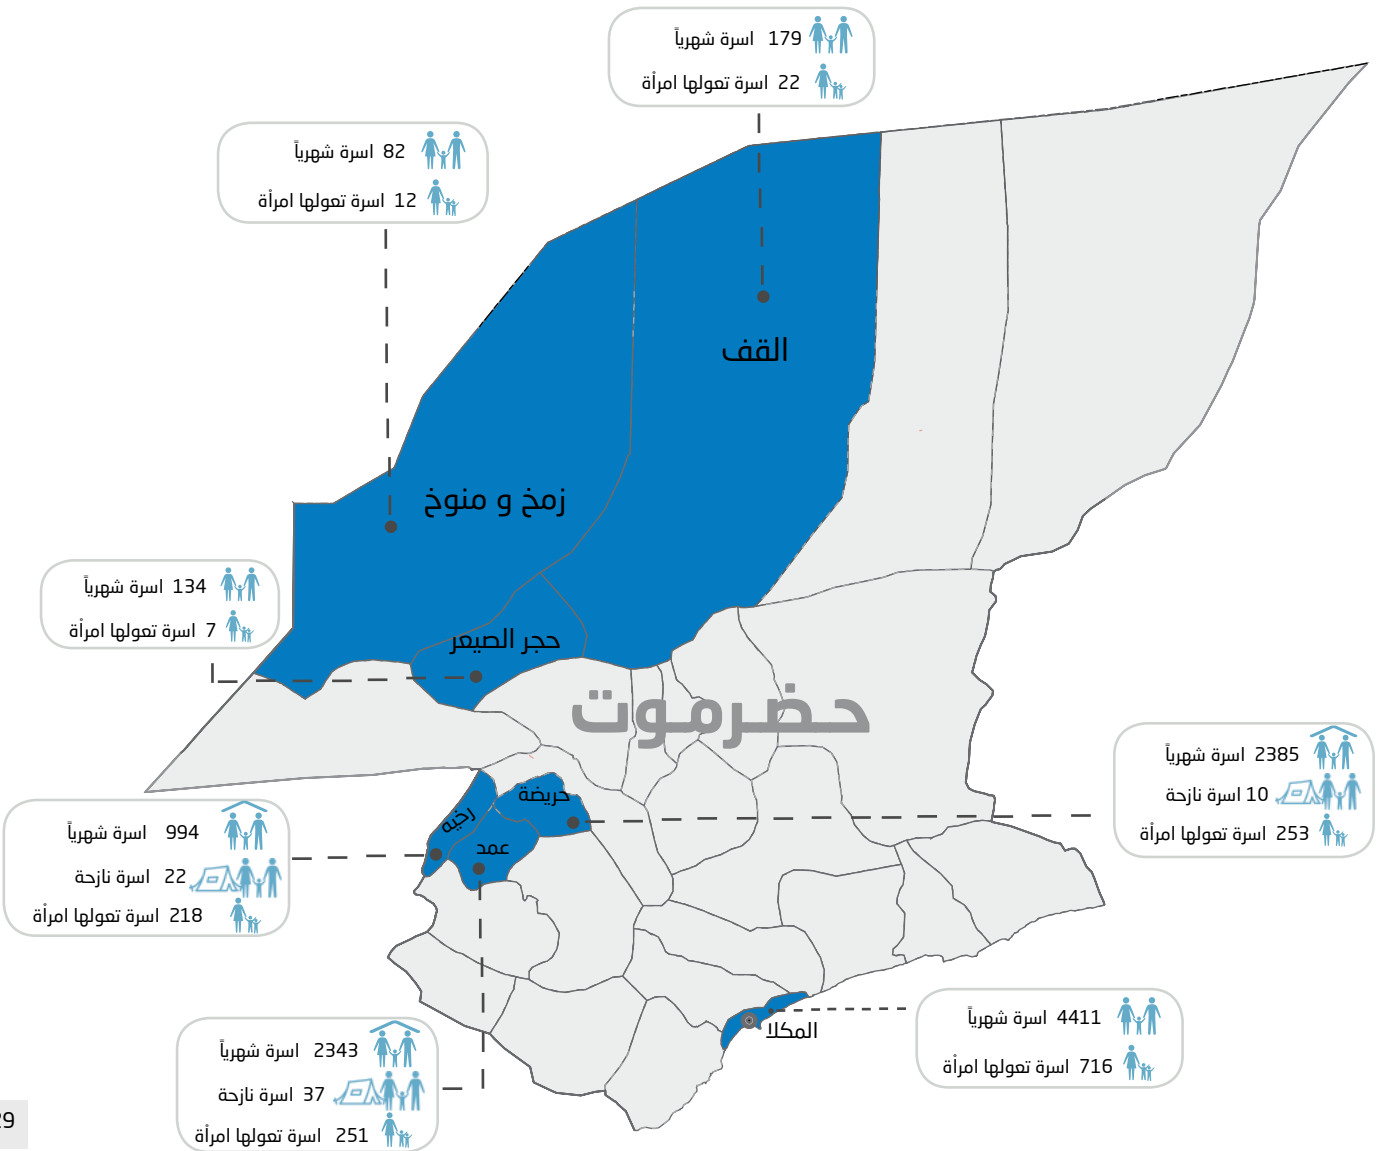 179 اسرة شهرياً
22 اسرة تعولها امرأة
82 اسرة شهرياً
12 اسرة تعولها امرأة
القف
زمخ و منوخ
134 اسرة شهرياً
7 اسرة تعولها امرأة
حجر الصيعر
حضرموت
2385 اسرة شهرياً
10 اسرة نازحة
253 اسرة تعولها امرأة
حريضة
رخيه
عمد
994 اسرة شهرياً
22 اسرة نازحة
218 اسرة تعولها امرأة
4411 اسرة شهرياً
716 اسرة تعولها امرأة
المكلا
2343 اسرة شهرياً
37 اسرة نازحة
251 اسرة تعولها امرأة
29